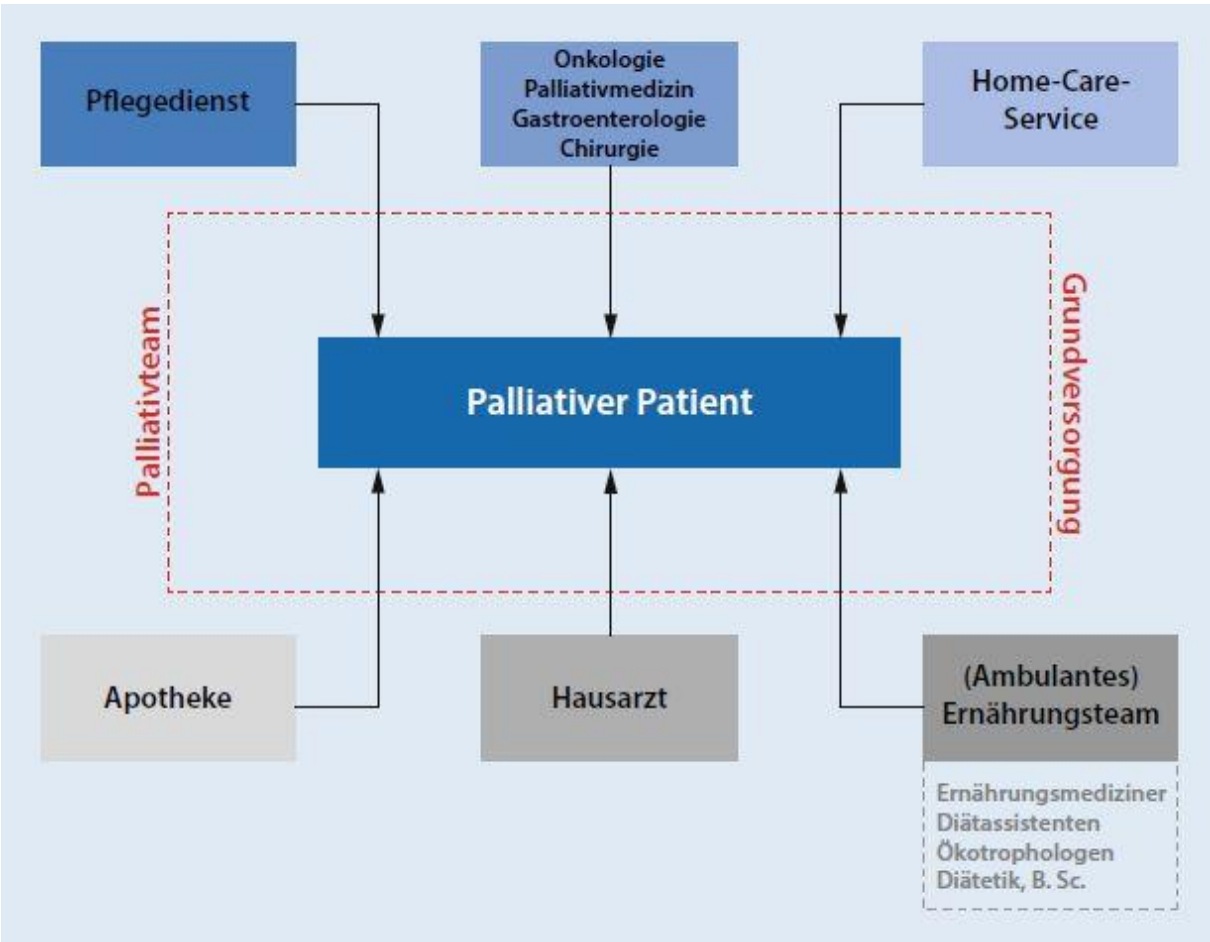 Pflegedienst
Onkologie
Palliativmedizin
Gastroenterologie
Chirurgie
Home-Care-
Service
Palliativteam
Grundversorgung
Palliativer Patient
Apotheke
Hausarzt
(Ambulantes)
Ernährungsteam
Ernährungsmediziner
Diätassistenten
Ökotrophologen
Diätetik, B. Sc.